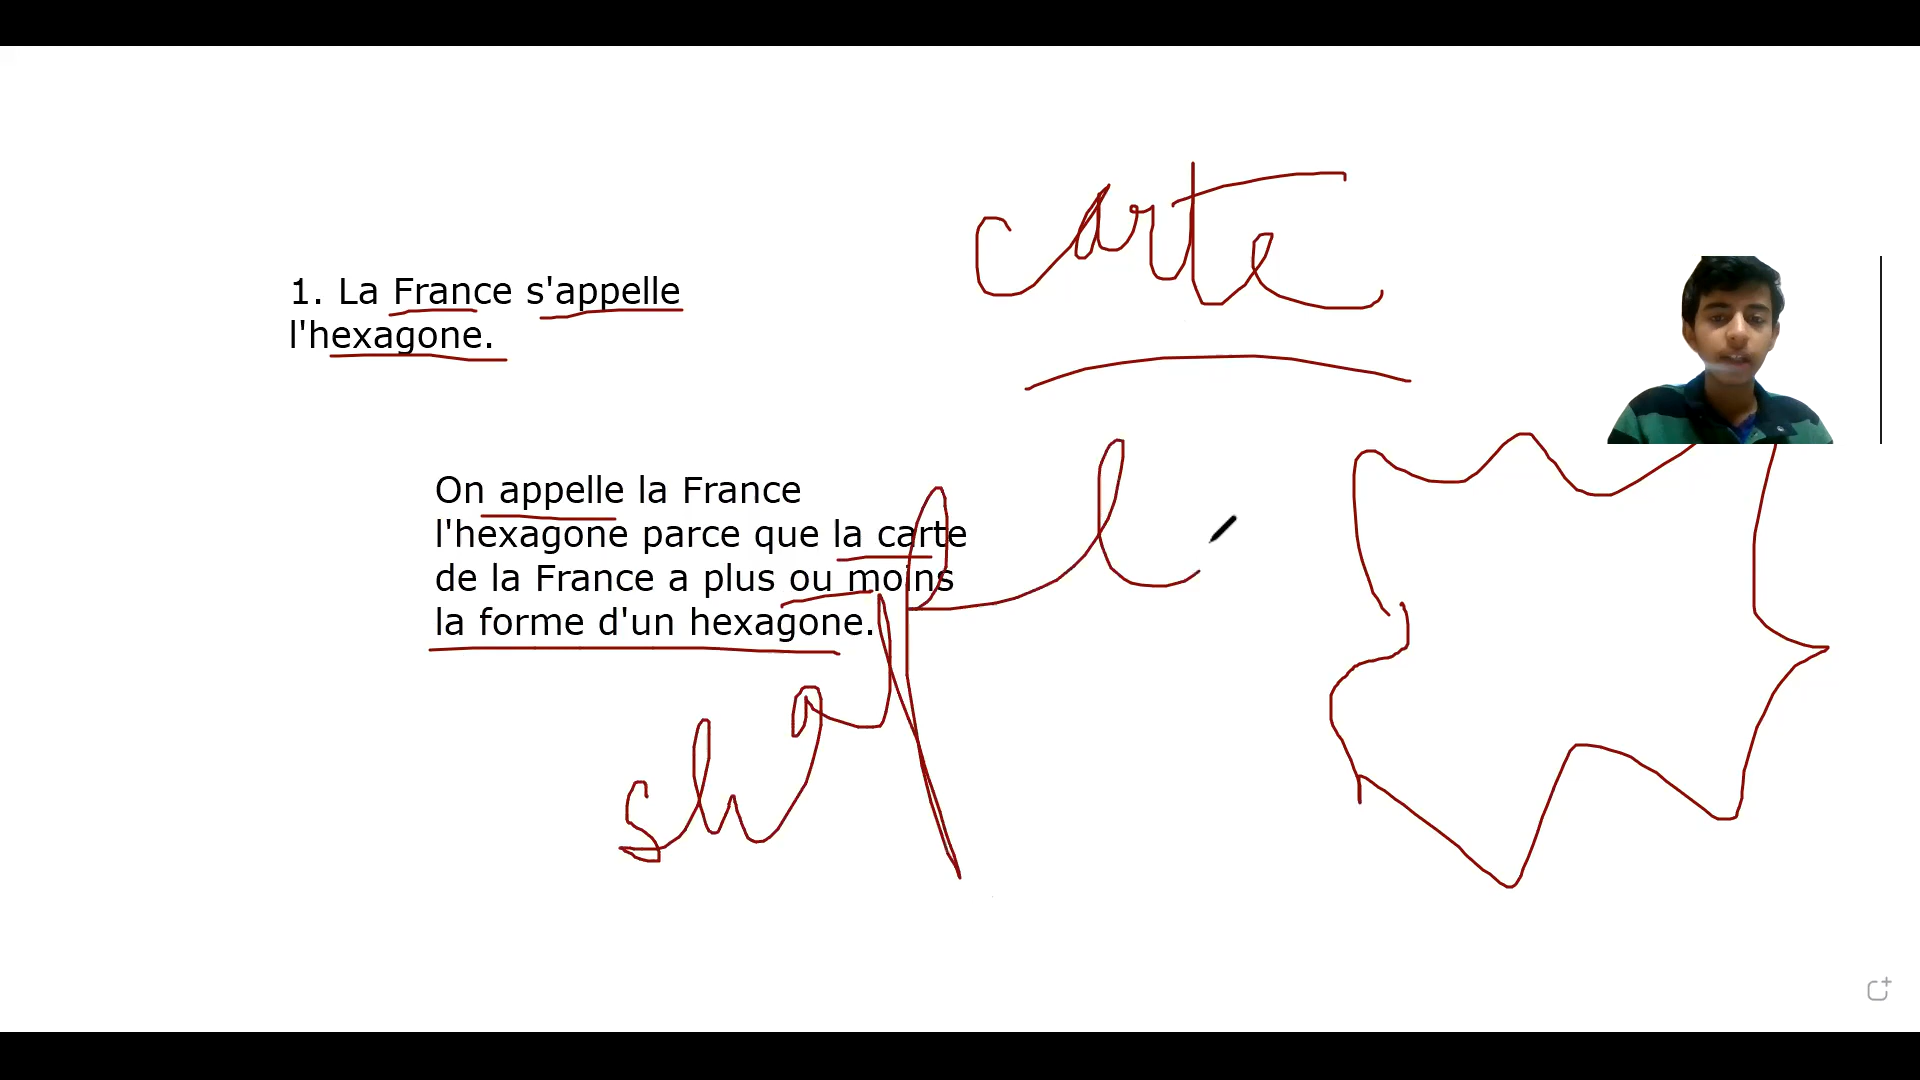 carte
1. La France s'appelle
l'hexagone.
On appelle la France
l'hexagone parce que la carte
de la France a plus ou moins
la forme d'un hexagone.